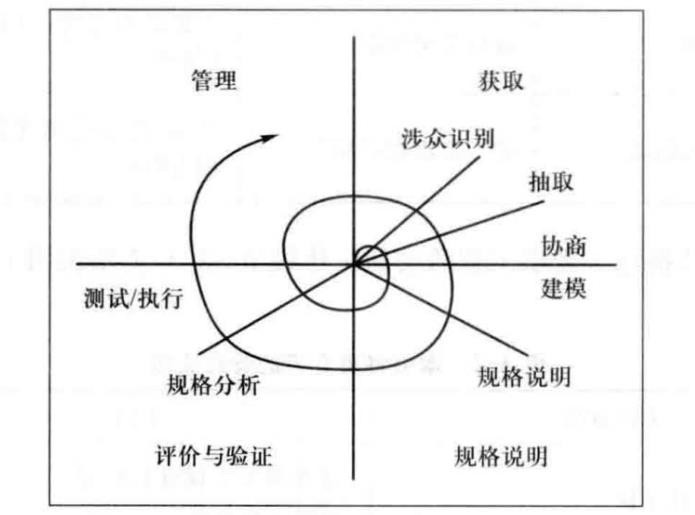 管理
获取
涉众识别
抽取
协商
测试/执行
建模
规格分析
规格说明
评价与验证
规格说明